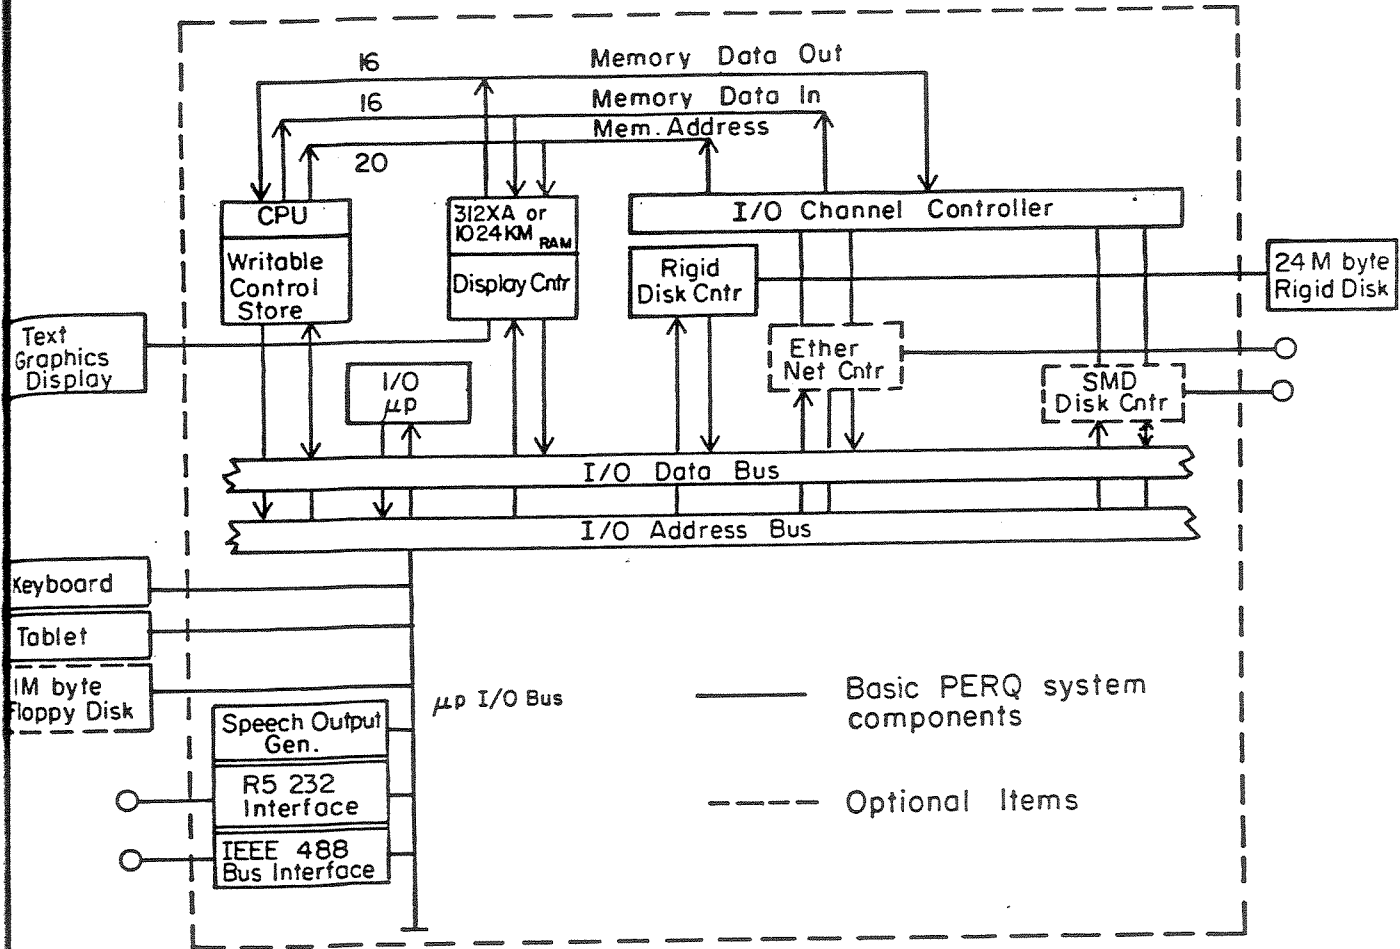 16
Memory Data Out
16
Memory Data In
Mem. Address
20
CPU
Writable
Control
Store
312XA or
1024KM RAM
Display Cntr
I/O Channel Controller
Rigid
Disk Cntr
24 M byte
Rigid Disk
Text
Graphics
Display
I/O
μp
Ether
Net Cntr
SMD
Disk Cntr
I/O Data Bus
I/O Address Bus
Keyboard
Tablet
1M byte
Floppy Disk
μp I/O Bus
Speech Output
Gen.
R5 232
Interface
IEEE 488
Bus Interface
Basic PERQ system
components
Optional Items